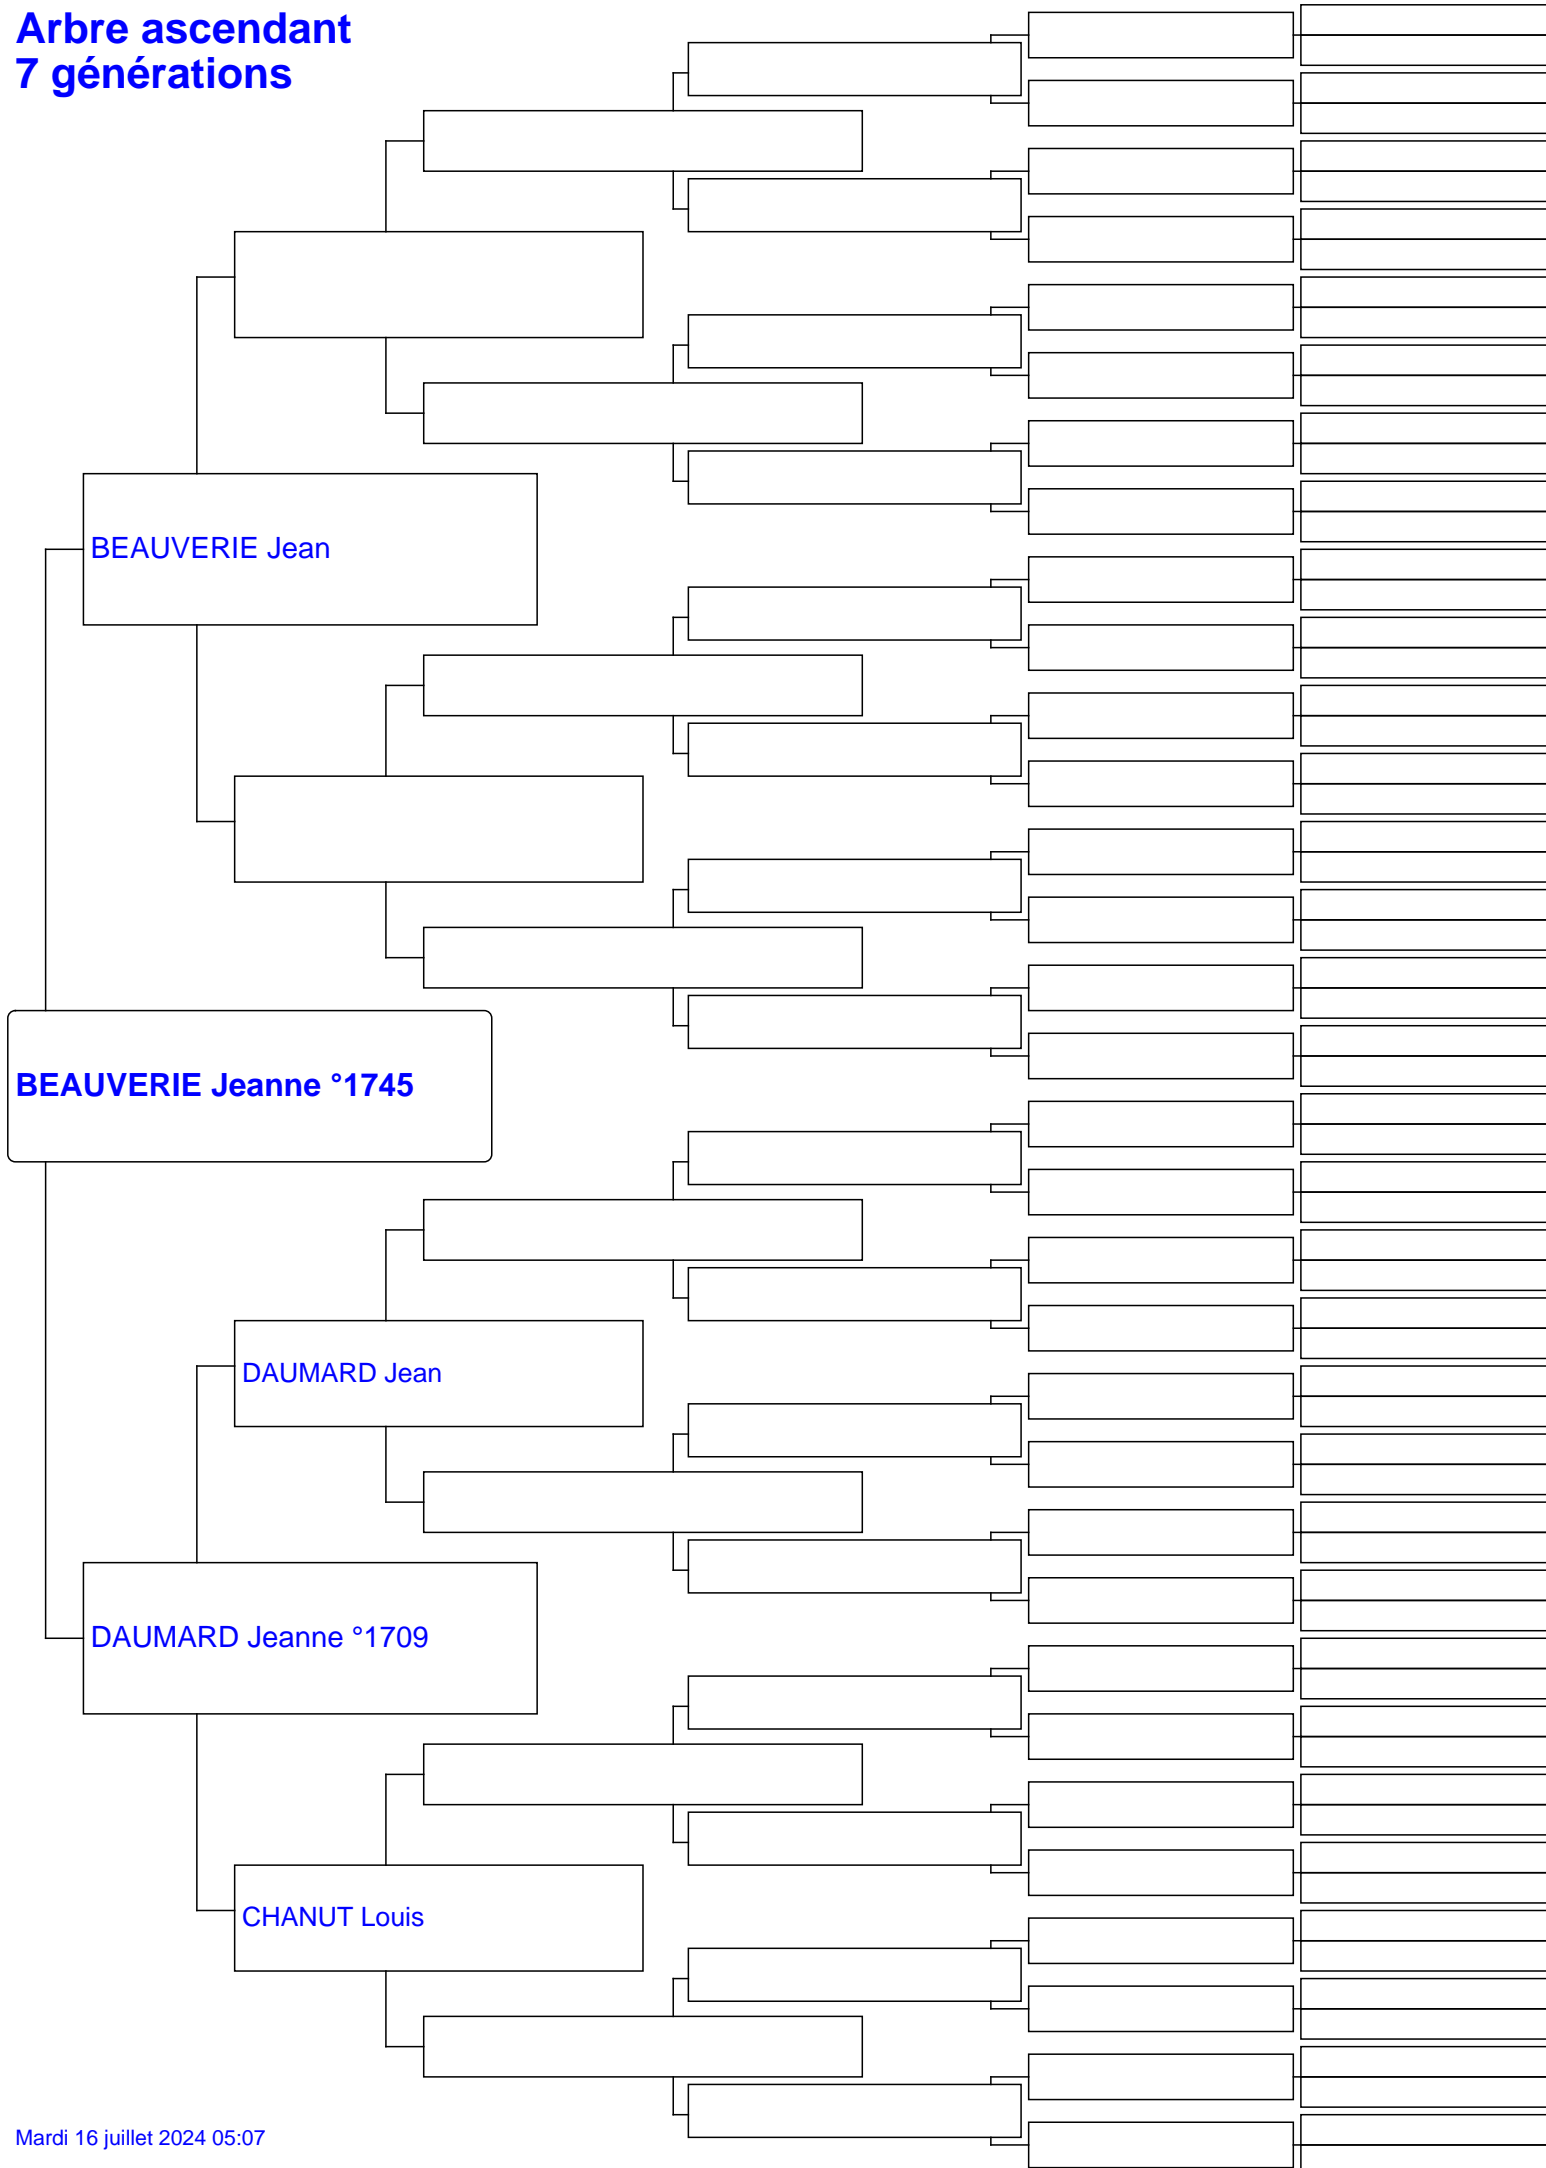 Arbre ascendant
7 générations
BEAUVERIE Jean
BEAUVERIE Jeanne °1745
DAUMARD Jean
DAUMARD Jeanne °1709
CHANUT Louis
Mardi 16 juillet 2024 05:07